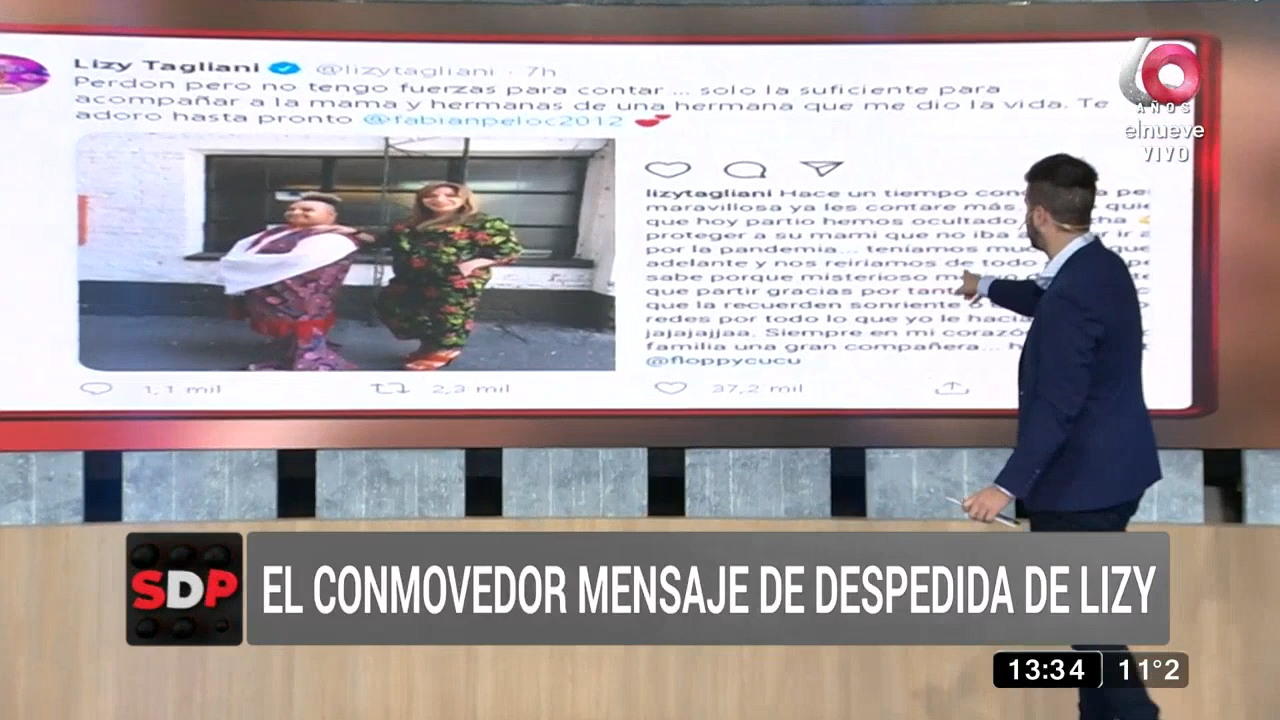 Lizy Tagliani @lizytagliani · 7h
Perdon pero no tengo fuerzas para contar ... solo la suficiente para
acompañar a la mama y hermanas de una hermana que me dio la vida. Te
adoro hasta pronto @fabianpeloc2012
lizytagliani Hace un tiempo
maravillosa ya les contare más
que hoy partio hemos ocultado
proteger a su mami que no iba
por la pandemia... teníamos
adelante y nos reiriamos de todo
sabe porque misterioso
que partir gracias por
que la recuerden sonriente
redes por todo lo que yo le
jajajajjaa. Siempre en mi
familia una gran compañera...
@floppycucu
1,1 mil 2,3 mil 37,2 mil
60
AÑOS
elnueve
VIVO
SDP EL CONMOVEDOR MENSAJE DE DESPEDIDA DE LIZY
13:34 11°2